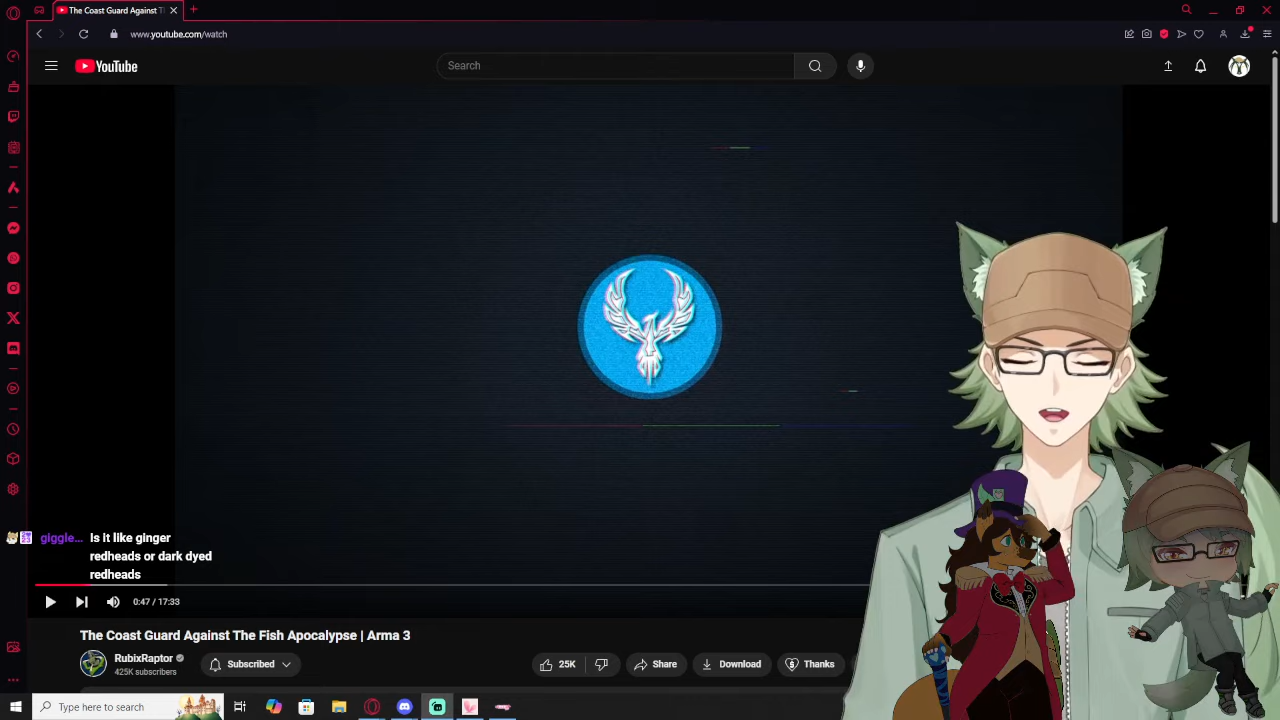 The Coast Guard Against Tl
www.youtube.com/watch
YouTube
Search
giggle... Is it like ginger
redheads or dark dyed
redheads
0:47 / 17:33
The Coast Guard Against The Fish Apocalypse | Arma 3
RubixRaptor
425K subscribers
Subscribed
25K
Share
Download
Thanks
Type here to search